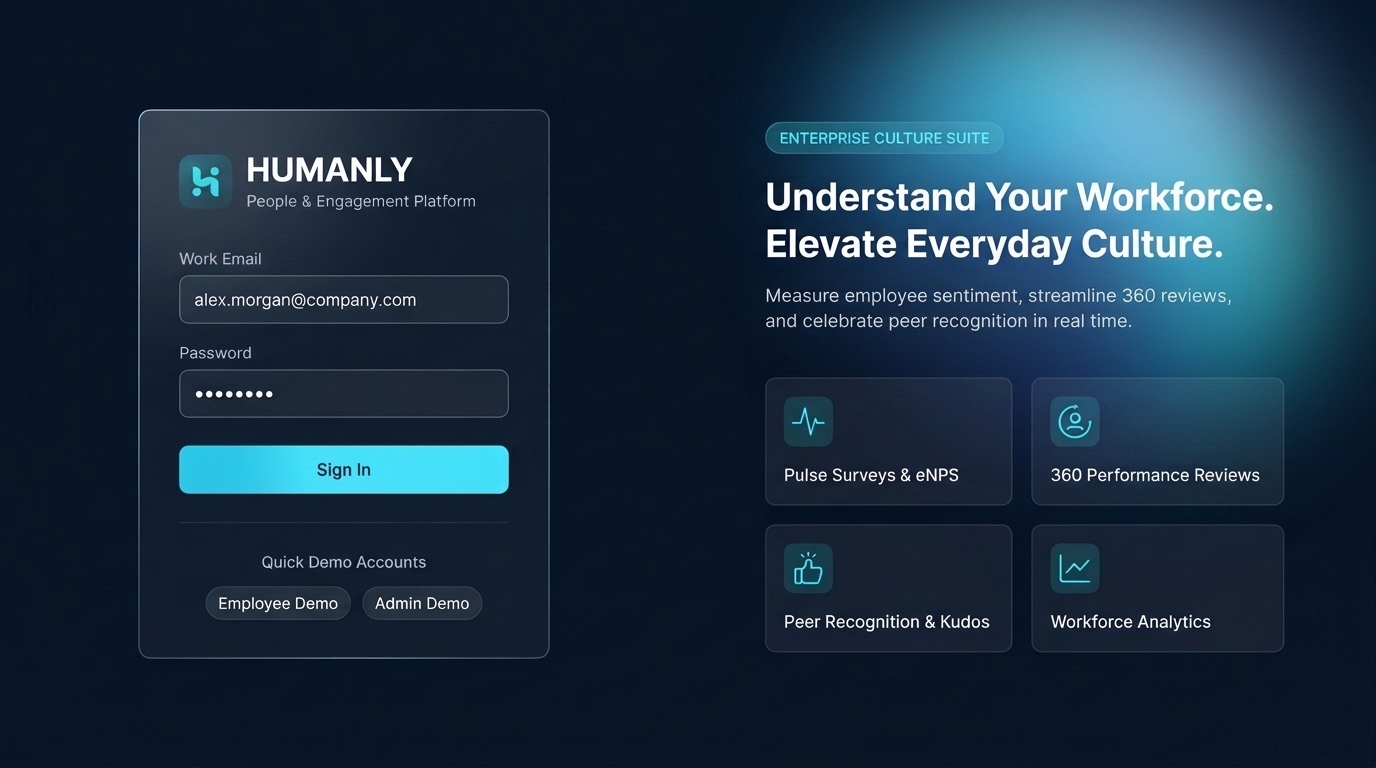 HUMANLY
People & Engagement Platform
Work Email
alex.morgan@company.com
Password
••••••••
Sign In
Quick Demo Accounts
Employee Demo
Admin Demo
ENTERPRISE CULTURE SUITE
Understand Your Workforce.
Elevate Everyday Culture.
Measure employee sentiment, streamline 360 reviews,
and celebrate peer recognition in real time.
Pulse Surveys & eNPS
360 Performance Reviews
Peer Recognition & Kudos
Workforce Analytics